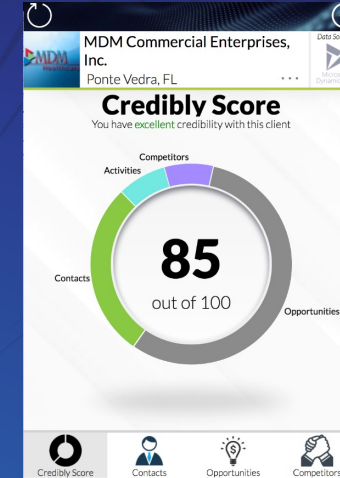 MDM
MDM Commercial Enterprises,
Inc.
Ponte Vedra, FL
...
Credibly Score
You have excellent credibility with this client
Competitors
Activities
Contacts
Opportunities
85
out of 100
Credibly Score
Contacts
Opportunities
Competitors